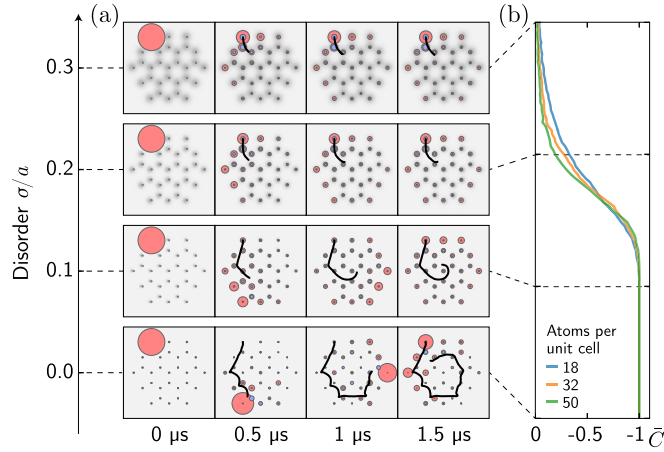 (a)
(b)
Disorder σ/a
0.3
0.2
0.1
0.0
0 µs
0.5 µs
1 µs
1.5 µs
Atoms per
unit cell
18
32
50
0
-0.5
-1
C̄